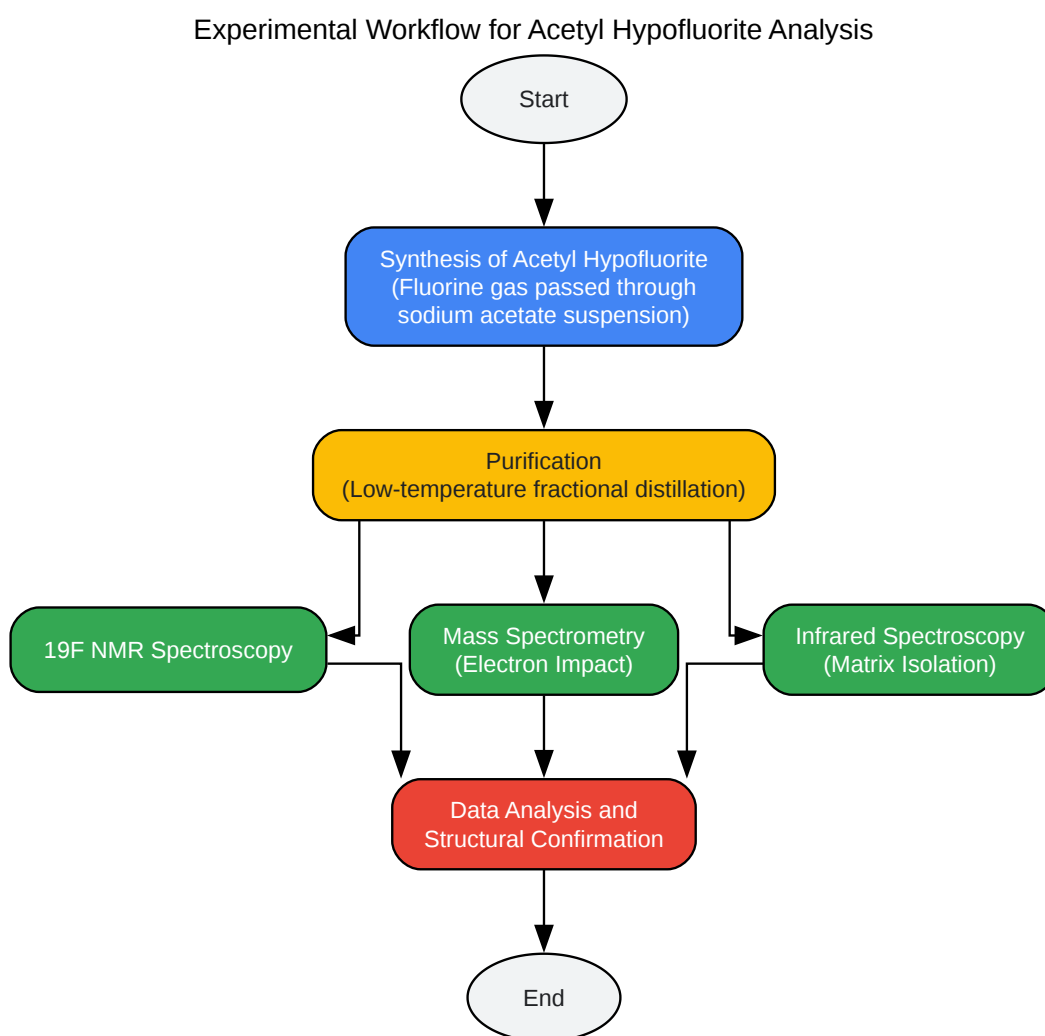 Experimental Workflow for Acetyl Hypofluorite Analysis
Start
Synthesis of Acetyl Hypofluorite
(Fluorine gas passed through
sodium acetate suspension)
Purification
(Low-temperature fractional distillation)
19F NMR Spectroscopy
Mass Spectrometry
(Electron Impact)
Infrared Spectroscopy
(Matrix Isolation)
Data Analysis and
Structural Confirmation
End